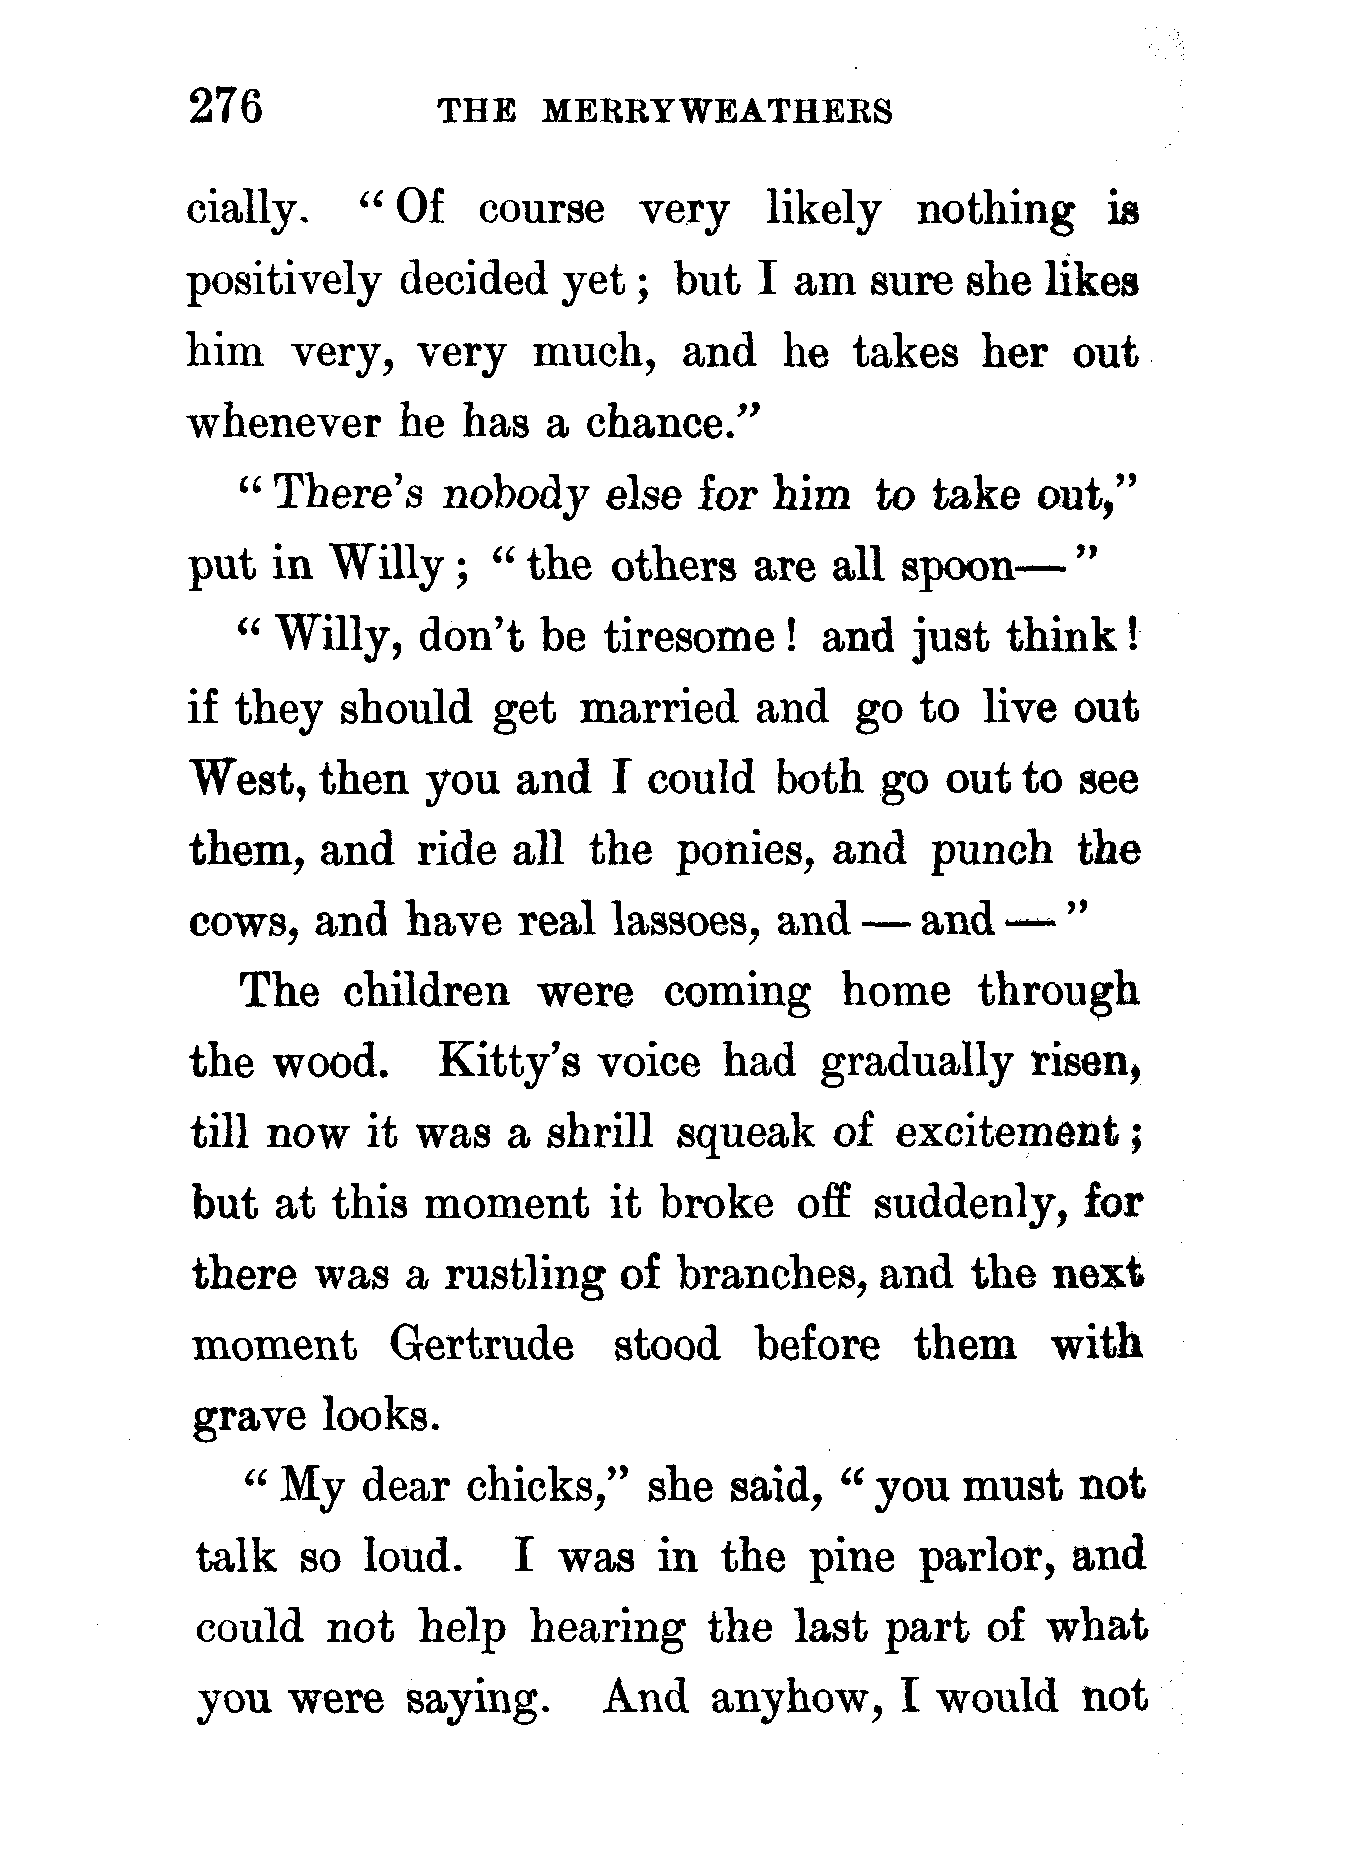 276 THE MERRYWEATHERS
cially. " Of course very likely nothing is
positively decided yet ; but I am sure she likes
him very, very much, and he takes her out
whenever he has a chance."
" There's nobody else for him to take out,"
put in Willy ; " the others are all spoon— "
" Willy, don't be tiresome ! and just think !
if they should get married and go to live out
West, then you and I could both go out to see
them, and ride all the ponies, and punch the
cows, and have real lassoes, and — and — "
The children were coming home through
the wood. Kitty's voice had gradually risen,
till now it was a shrill squeak of excitement ;
but at this moment it broke off suddenly, for
there was a rustling of branches, and the next
moment Gertrude stood before them with
grave looks.
" My dear chicks," she said, " you must not
talk so loud. I was in the pine parlor, and
could not help hearing the last part of what
you were saying. And anyhow, I would not